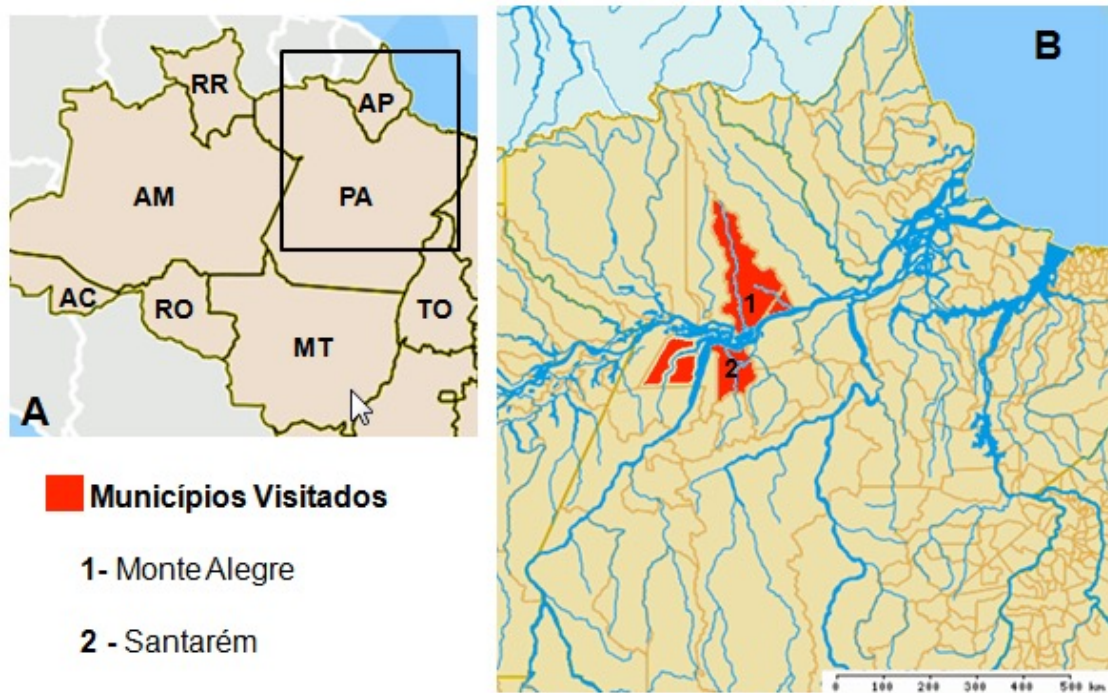 RR
AP
AM
PA
AC
RO
TO
MT
A
B
1
2
0 100 200 300 400 500 km
Municípios Visitados
1- Monte Alegre
2 - Santarém